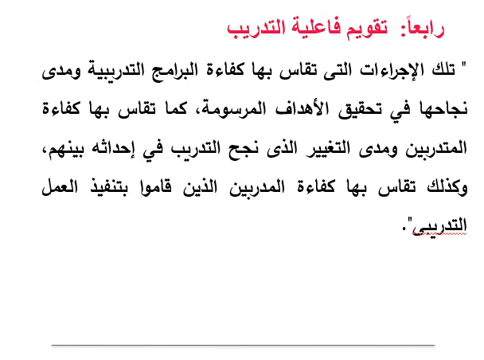 رابعاً: تقويم فاعلية التدريب
" تلك الإجراءات التى تقاس بها كفاءة البرامج التدريبية ومدى
نجاحها في تحقيق الأهداف المرسومة، كما تقاس بها كفاءة
المتدربين ومدى التغيير الذى نجح التدريب في إحداثه بينهم،
وكذلك تقاس بها كفاءة المدربين الذين قاموا بتنفيذ العمل
التدريبى".